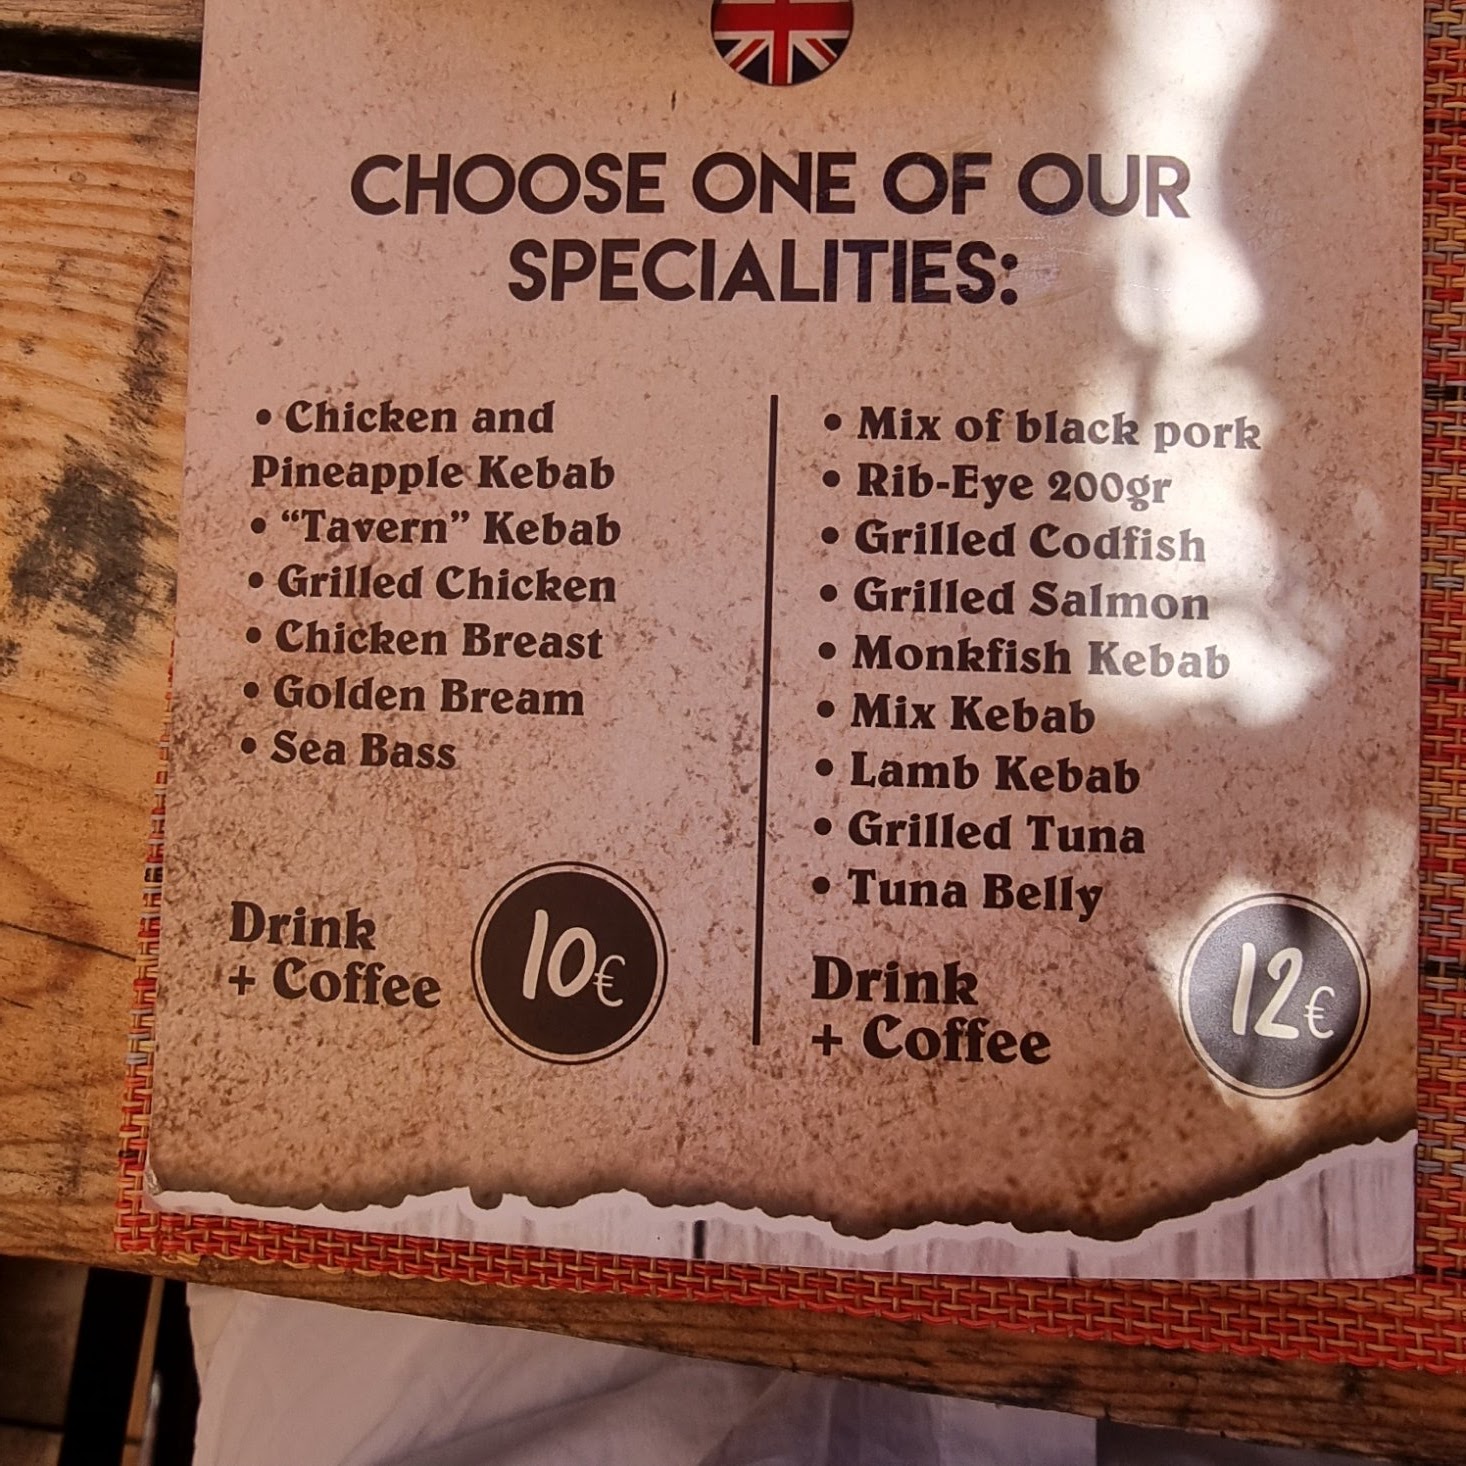 CHOOSE ONE OF OUR
SPECIALITIES:
• Chicken and
Pineapple Kebab
• “Tavern” Kebab
• Grilled Chicken
• Chicken Breast
• Golden Bream
• Sea Bass
Drink
+ Coffee
10€
• Mix of black pork
• Rib-Eye 200gr
• Grilled Codfish
• Grilled Salmon
• Monkfish Kebab
• Mix Kebab
• Lamb Kebab
• Grilled Tuna
• Tuna Belly
Drink
+ Coffee
12€